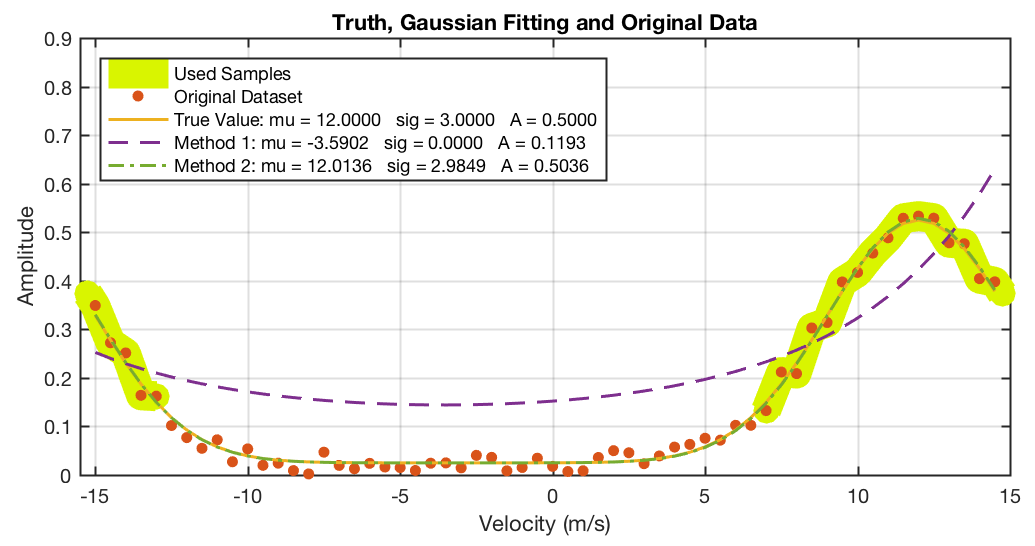 Truth, Gaussian Fitting and Original Data
0.9
0.8
0.7
0.6
0.5
0.4
0.3
0.2
0.1
0
Amplitude
Used Samples
Original Dataset
True Value: mu = 12.0000 sig = 3.0000 A = 0.5000
Method 1: mu = -3.5902 sig = 0.0000 A = 0.1193
Method 2: mu = 12.0136 sig = 2.9849 A = 0.5036
-15 -10 -5 0 5 10 15
Velocity (m/s)